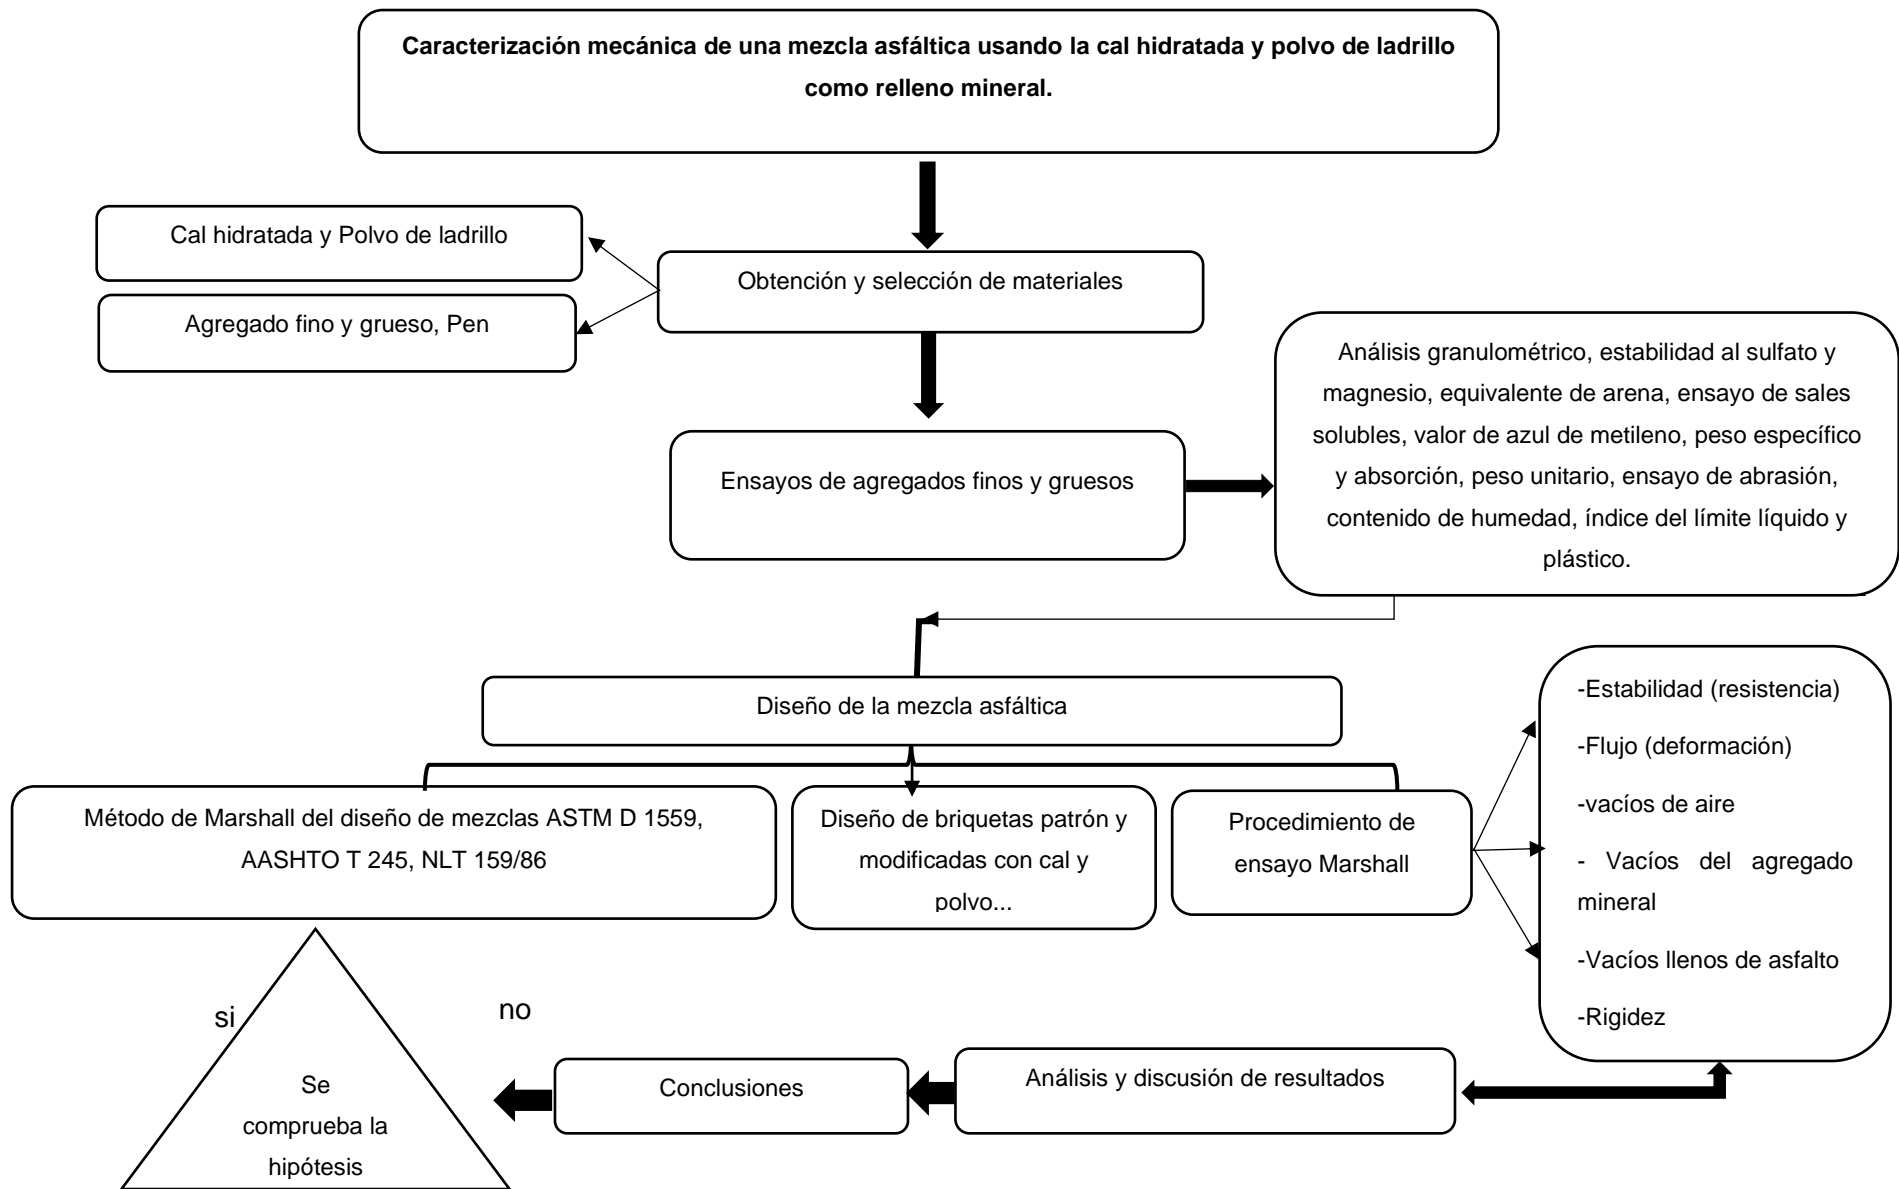 Caracterización mecánica de una mezcla asfáltica usando la cal hidratada y polvo de ladrillo
como relleno mineral.
Cal hidratada y Polvo de ladrillo
Obtención y selección de materiales
Agregado fino y grueso, Pen
Ensayos de agregados finos y gruesos
Análisis granulométrico, estabilidad al sulfato y
magnesio, equivalente de arena, ensayo de sales
solubles, valor de azul de metileno, peso específico
y absorción, peso unitario, ensayo de abrasión,
contenido de humedad, índice del límite líquido y
plástico.
Diseño de la mezcla asfáltica
Método de Marshall del diseño de mezclas ASTM D 1559,
AASHTO T 245, NLT 159/86
Diseño de briquetas patrón y
modificadas con cal y
polvo...
Procedimiento de
ensayo Marshall
-Estabilidad (resistencia)
-Flujo (deformación)
-vacíos de aire
- Vacíos del agregado
mineral
-Vacíos llenos de asfalto
-Rigidez
Análisis y discusión de resultados
Conclusiones
si
no
Se
comprueba la
hipótesis